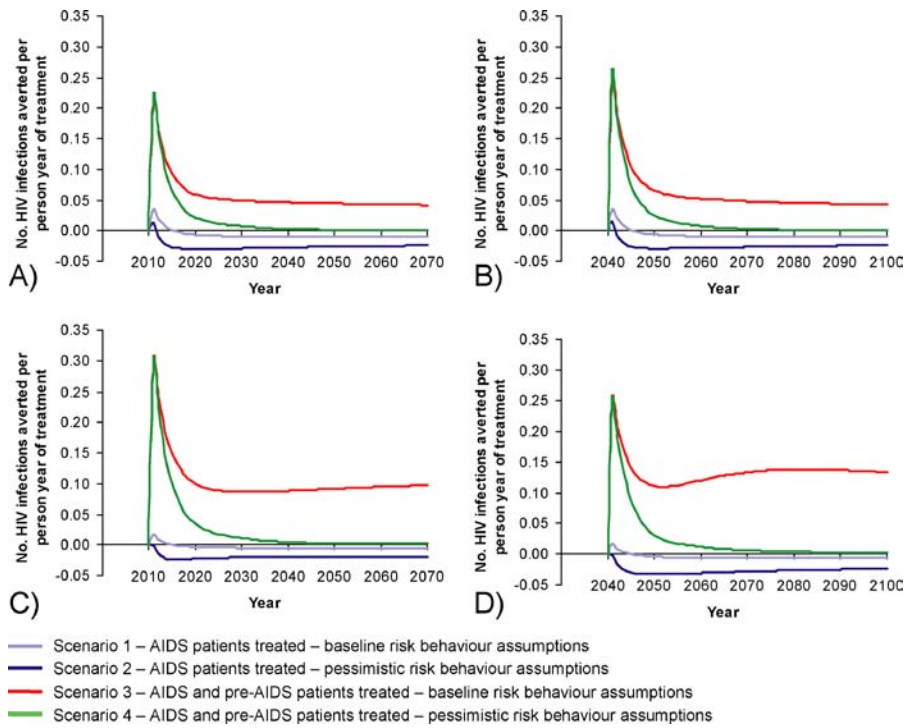 No. HIV infections averted per
person year of treatment
0.35
0.30
0.25
0.20
0.15
0.10
0.05
0.00
-0.05
2010 2020 2030 2040 2050 2060 2070
Year
A)
No. HIV infections averted per
person year of treatment
0.35
0.30
0.25
0.20
0.15
0.10
0.05
0.00
-0.05
2040 2050 2060 2070 2080 2090 2100
Year
B)
No. HIV infections averted per
person year of treatment
0.35
0.30
0.25
0.20
0.15
0.10
0.05
0.00
-0.05
2010 2020 2030 2040 2050 2060 2070
Year
C)
No. HIV infections averted per
person year of treatment
0.35
0.30
0.25
0.20
0.15
0.10
0.05
0.00
-0.05
2040 2050 2060 2070 2080 2090 2100
Year
D)
Scenario 1 – AIDS patients treated – baseline risk behaviour assumptions
Scenario 2 – AIDS patients treated – pessimistic risk behaviour assumptions
Scenario 3 – AIDS and pre-AIDS patients treated – baseline risk behaviour assumptions
Scenario 4 – AIDS and pre-AIDS patients treated – pessimistic risk behaviour assumptions